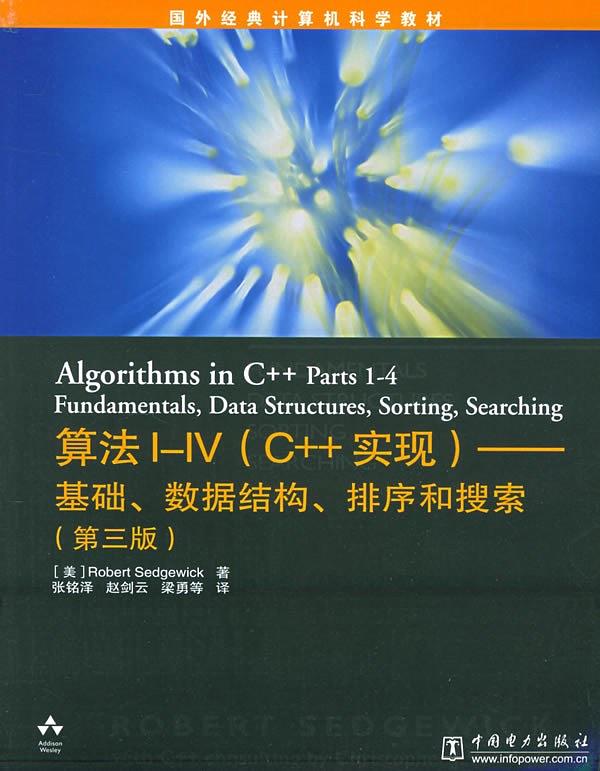 国外经典计算机科学教材
Algorithms in C++ Parts 1-4
Fundamentals, Data Structures, Sorting, Searching
算法 I–IV（C++ 实现）——
基础、数据结构、排序和搜索
（第三版）
［美］Robert Sedgewick 著
张铭泽 赵剑云 梁勇等 译
ROBERT SEDGEWICK
Addison
Wesley
中国电力出版社
www.infopower.com.cn